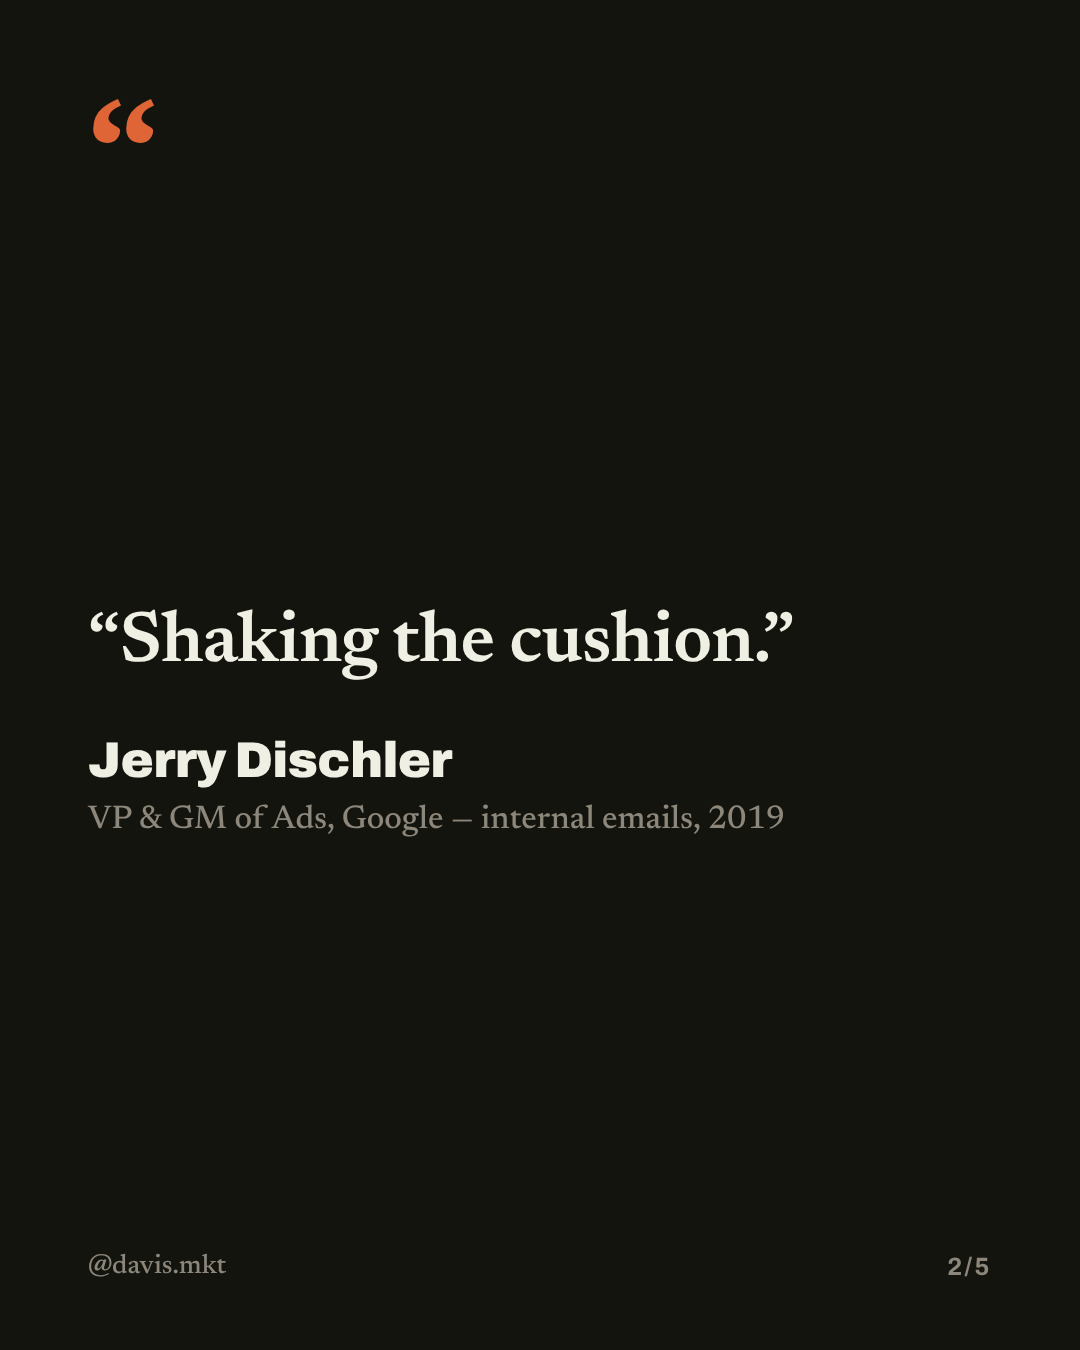 “
“Shaking the cushion.”
Jerry Dischler
VP & GM of Ads, Google — internal emails, 2019
@davis.mkt
2/5